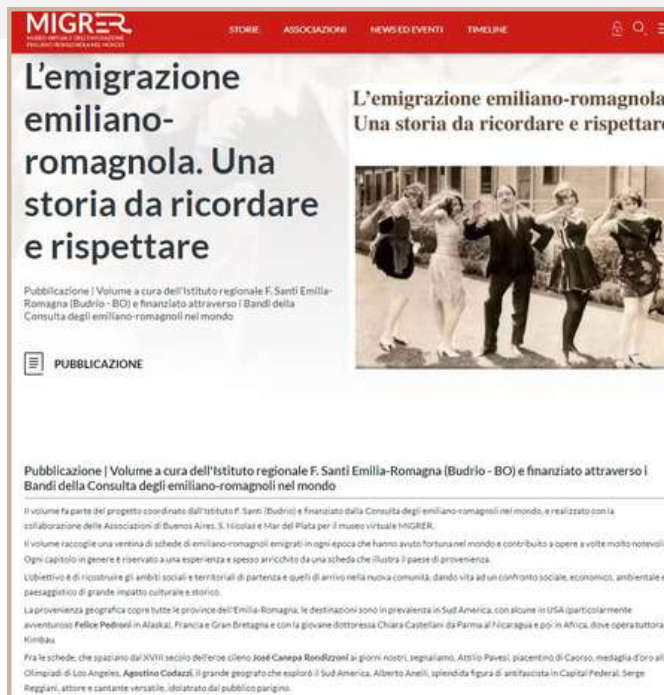 MIGRER
MUSEO VIRTUALE DELL'EMIGRAZIONE
EMILIANO-ROMAGNOLA NEL MONDO
STORIE ASSOCIAZIONI NEWS ED EVENTI TIMELINE
L'emigrazione
emiliano-
romagnola. Una
storia da ricordare
e rispettare
L'emigrazione emiliano-romagnola
Una storia da ricordare e rispettare
Pubblicazione | Volume a cura dell'Istituto regionale F. Santi Emilia-
Romagna (Budrio - BO) e finanziato attraverso i Bandi della
Consulta degli emiliano-romagnoli nel mondo
PUBBLICAZIONE
Pubblicazione | Volume a cura dell'Istituto regionale F. Santi Emilia-Romagna (Budrio - BO) e finanziato attraverso i
Bandi della Consulta degli emiliano-romagnoli nel mondo
Il volume fa parte del progetto coordinato dall'Istituto F. Santi (Budrio) e finanziato dalla Consulta degli emiliano-romagnoli nel mondo, e realizzato con la
collaborazione delle Associazioni di Buenos Aires, S. Nicolas e Mar del Plata per il museo virtuale MIGRER.
Il volume raccoglie una ventina di schede di emiliano-romagnoli emigrati in ogni epoca che hanno avuto fortuna nel mondo e contribuito a opere a volte molto notevoli.
Ogni capitolo in genere è riservato a una esperienza e spesso arricchito da una scheda che illustra il paese di provenienza.
L'obiettivo è di ricostruire gli ambiti sociali e territoriali di partenza e quelli di arrivo nella nuova comunità, dando vita ad un confronto sociale, economico, ambientale e
paesaggistico di grande impatto culturale e storico.
La provenienza geografica copre tutte le province dell'Emilia-Romagna, le destinazioni sono in prevalenza in Sud America, con alcune in USA (particolarmente
avventuroso Felice Pedroni in Alaska), Francia e Gran Bretagna e con la giovane dottoressa Chiara Castellani da Parma al Nicaragua e poi in Africa, dove opera tuttora a
Kimbau.
Fra le schede, che spaziano dal XVIII secolo dell'eroe cileno José Canepa Rondizzoni ai giorni nostri, segnaliamo, Attilio Pavesi, piacentino di Caorso, medaglia d'oro alle
Olimpiadi di Los Angeles, Agostino Codazzi, il grande geografo che esplorò il Sud America, Alberto Anelli, splendida figura di antifascista in Capital Federal, Serge
Reggiani, attore e cantante versatile, idolatrato dal pubblico parigino.